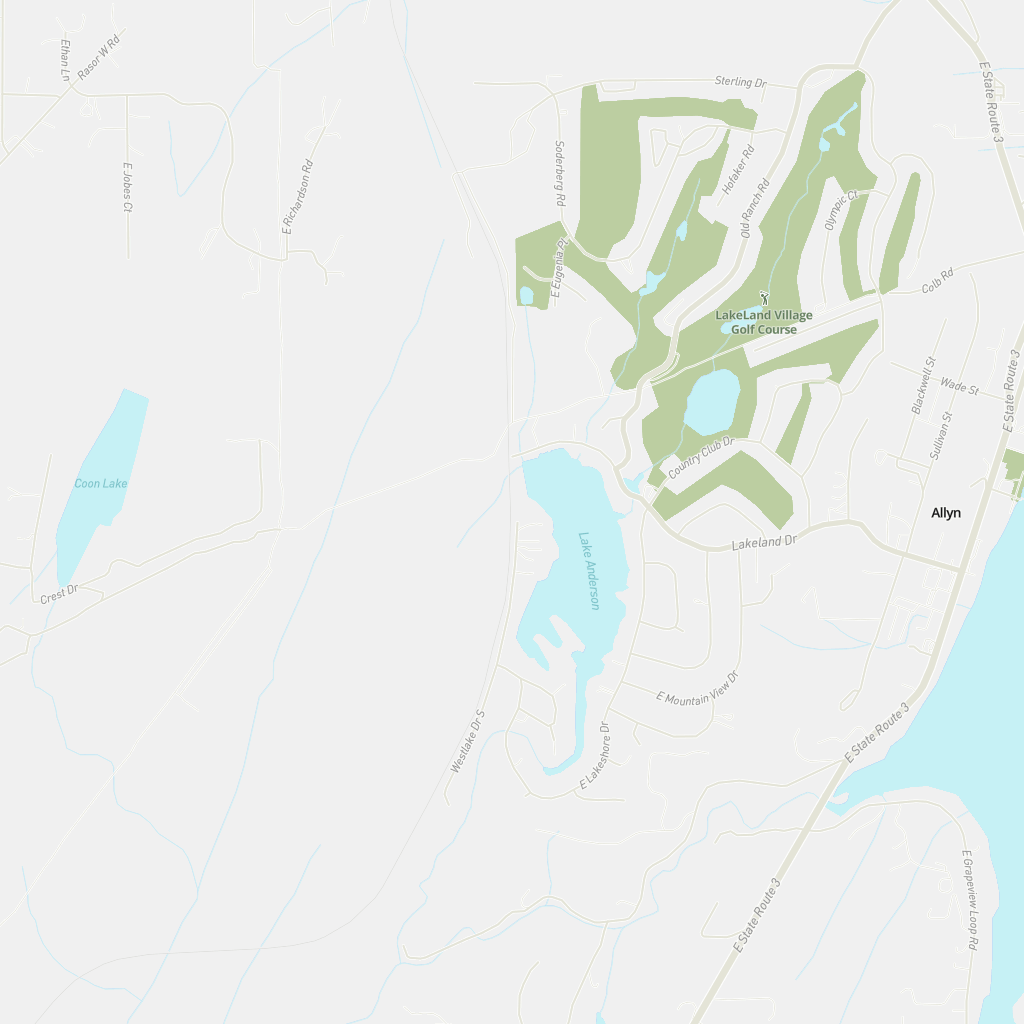 Ethan Ln
Rasor W Rd
E State Route 3
Sterling Dr
E Jobes Ct
E Richardson Rd
Soderberg Rd
Hofaker Rd
Old Ranch Rd
Olympic Ct
E Eugenia Pl
Colb Rd
LakeLand Village
Golf Course
E State Route 3
Blackwell St
Wade St
Sullivan St
Country Club Dr
Coon Lake
Allyn
Lakeland Dr
Lake Anderson
Crest Dr
E Mountain View Dr
Westlake Dr S
E Lakeshore Dr
E State Route 3
E Grapeview Loop Rd
E State Route 3